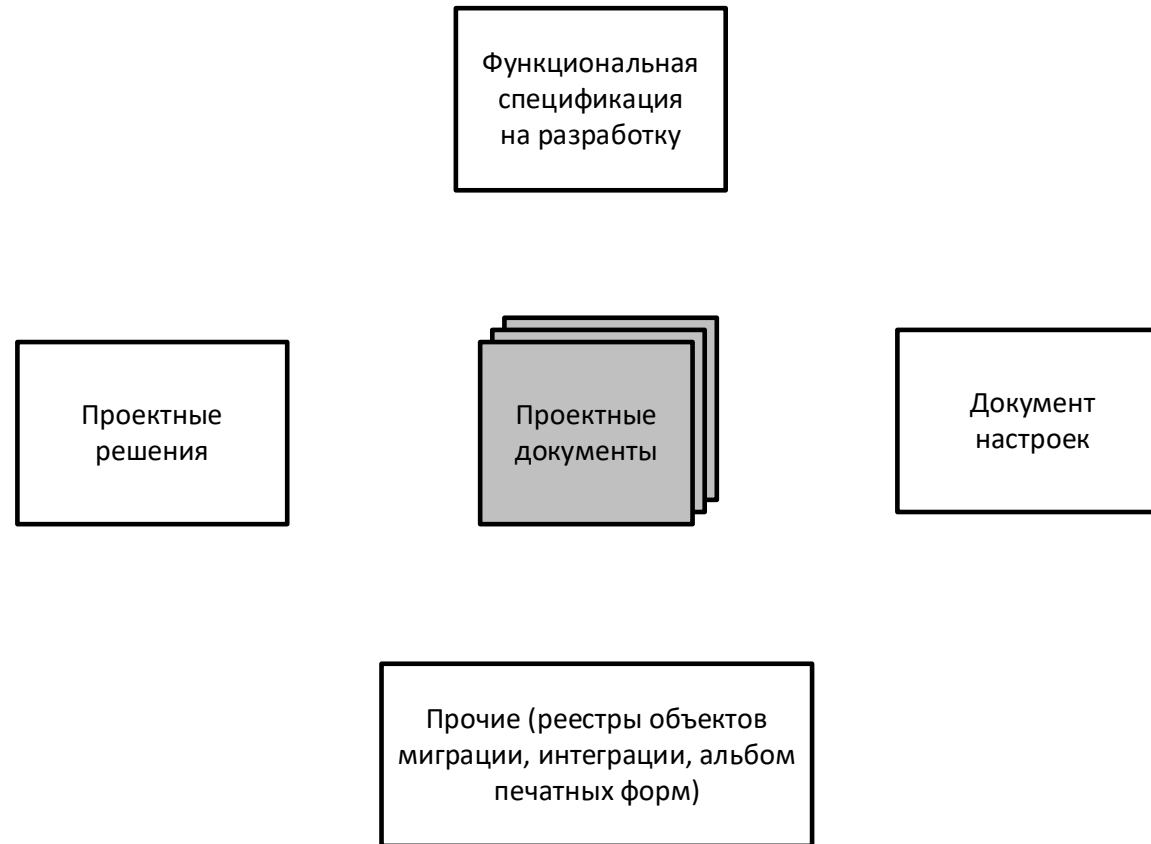 Функциональная
спецификация
на разработку
Проектные
решения
Проектные
документы
Документ
настроек
Прочие (реестры объектов
миграции, интеграции, альбом
печатных форм)